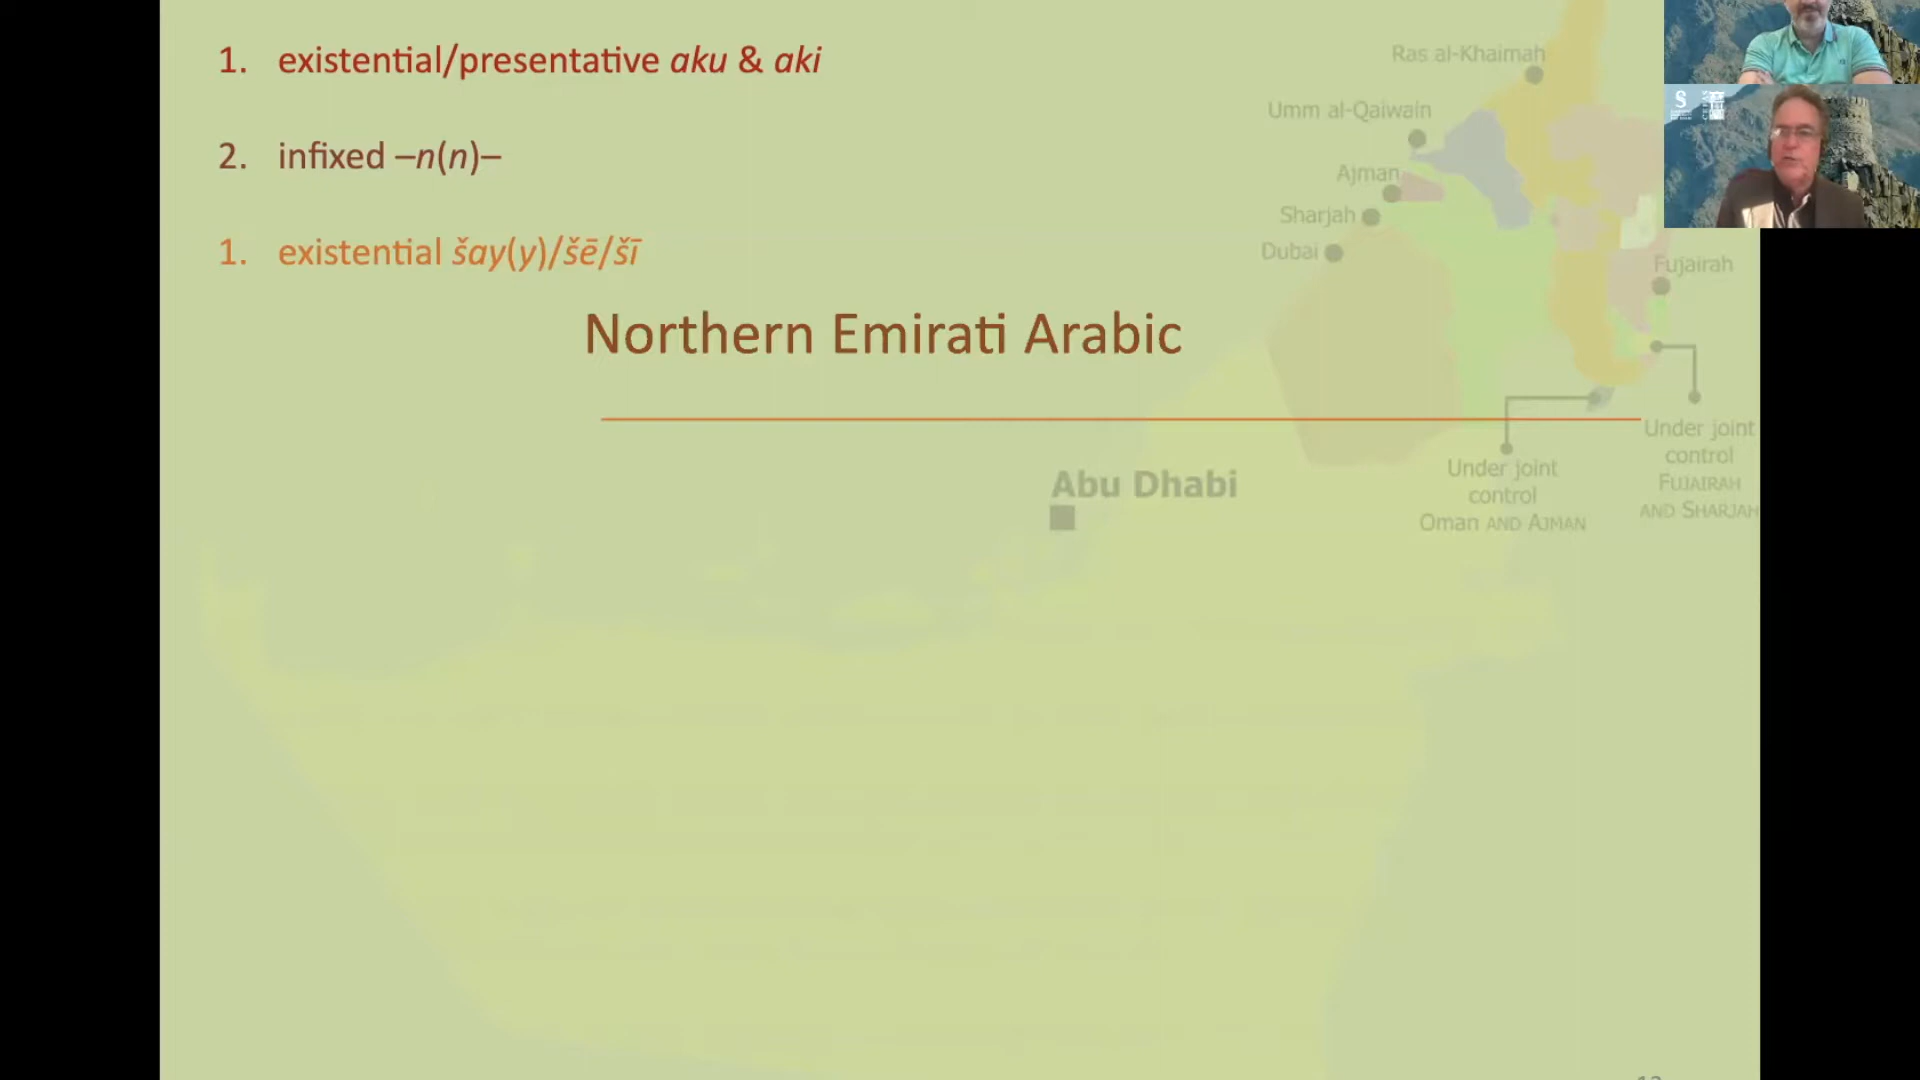 1. existential/presentative aku & aki
2. infixed –n(n)–
1. existential šay(y)/šē/šī
Northern Emirati Arabic
Ras al-Khaimah
Umm al-Qaiwain
Ajman
Sharjah
Dubai
Fujairah
Abu Dhabi
Under joint
control
Oman AND AJMAN
Under joint
control
FUJAIRAH
AND SHARJAH
S